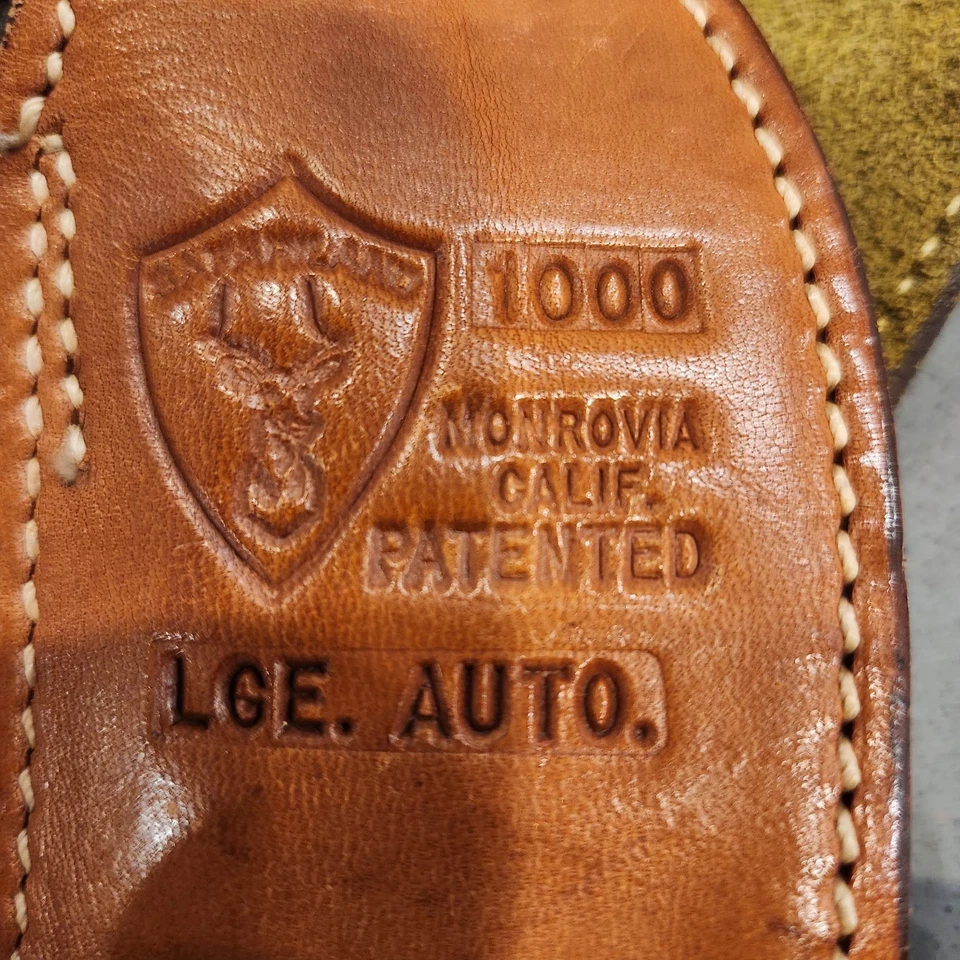 1000
MONROVIA
CALIF.
PATENTED
LGE. AUTO.